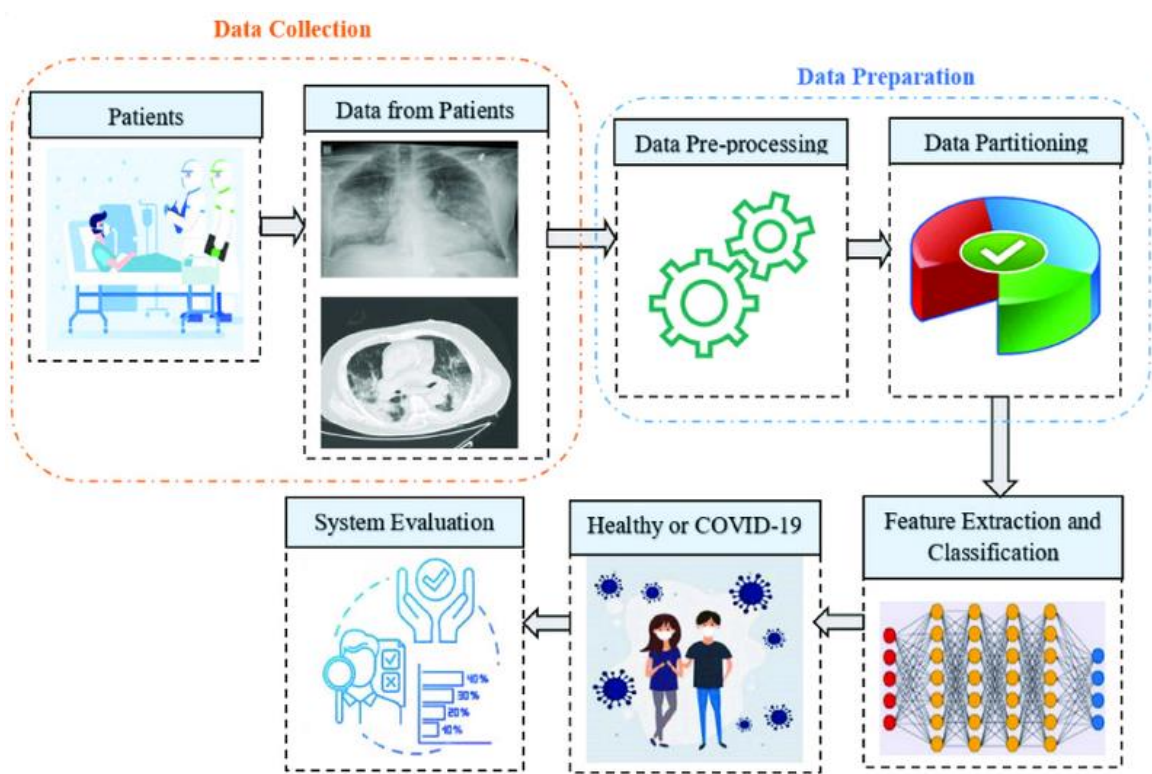 Data Collection
Data Preparation
Patients
Data from Patients
Data Pre-processing
Data Partitioning
System Evaluation
Healthy or COVID-19
Feature Extraction and
Classification
40%
30%
20%
10%